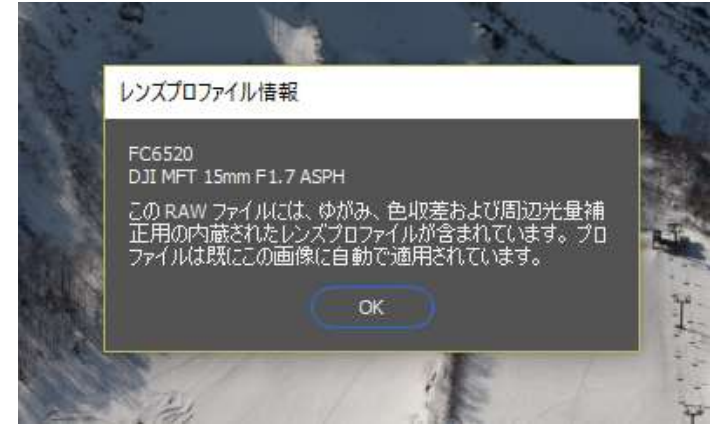 レンズプロファイル情報
FC6520
DJI MFT 15mm F1.7 ASPH
この RAW ファイルには、ゆがみ、色収差および周辺光量補
正用の内蔵されたレンズプロファイルが含まれています。プロ
ファイルは既にこの画像に自動で適用されています。
OK